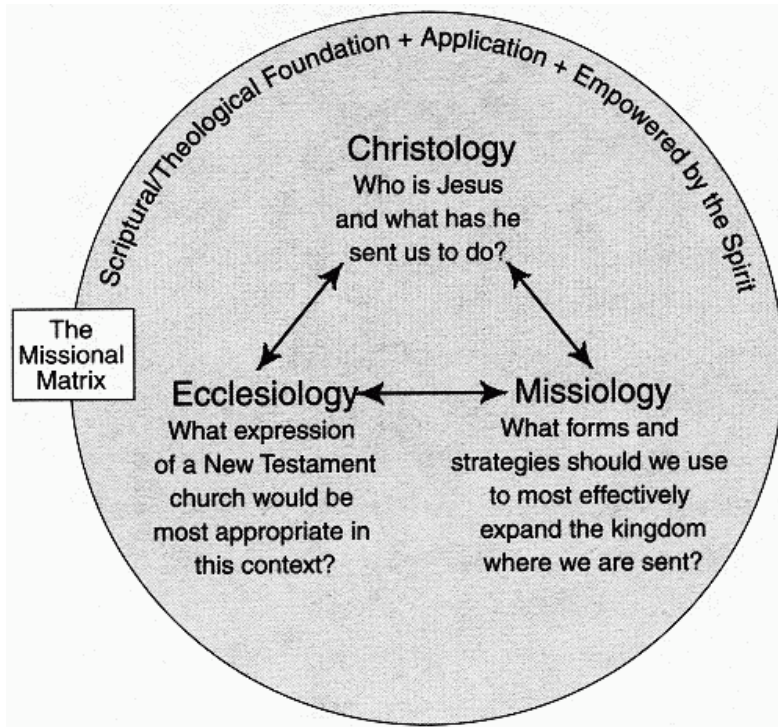 Scriptural/Theological Foundation + Application + Empowered by the Spirit
Christology
Who is Jesus
and what has he
sent us to do?
The
Missional
Matrix
Ecclesiology
What expression
of a New Testament
church would be
most appropriate in
this context?
Missiology
What forms and
strategies should we use
to most effectively
expand the kingdom
where we are sent?